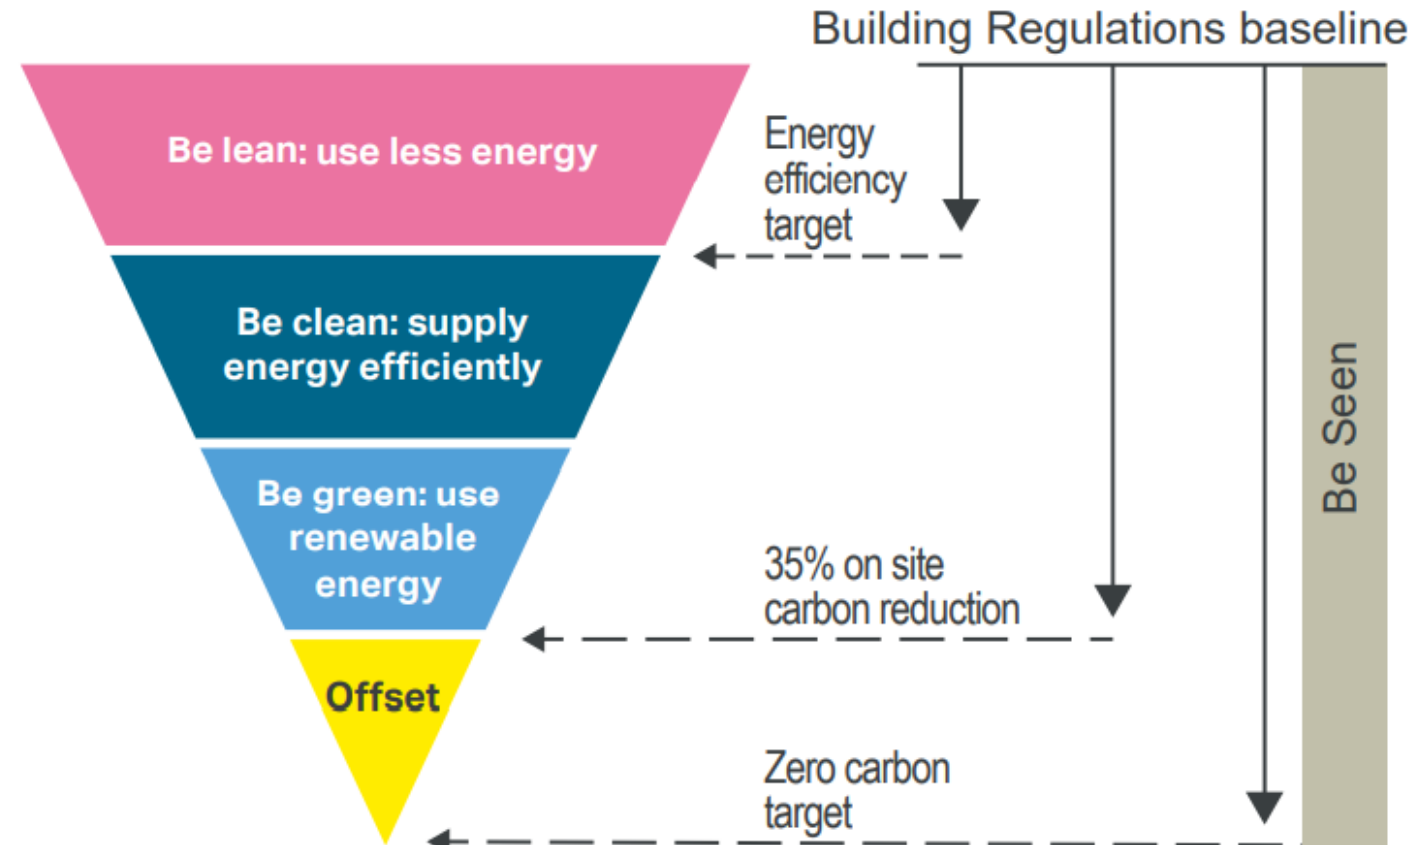 Building Regulations baseline
Be lean: use less energy
Energy
efficiency
target
Be clean: supply
energy efficiently
Be Seen
Be green: use
renewable
energy
35% on site
carbon reduction
Offset
Zero carbon
target